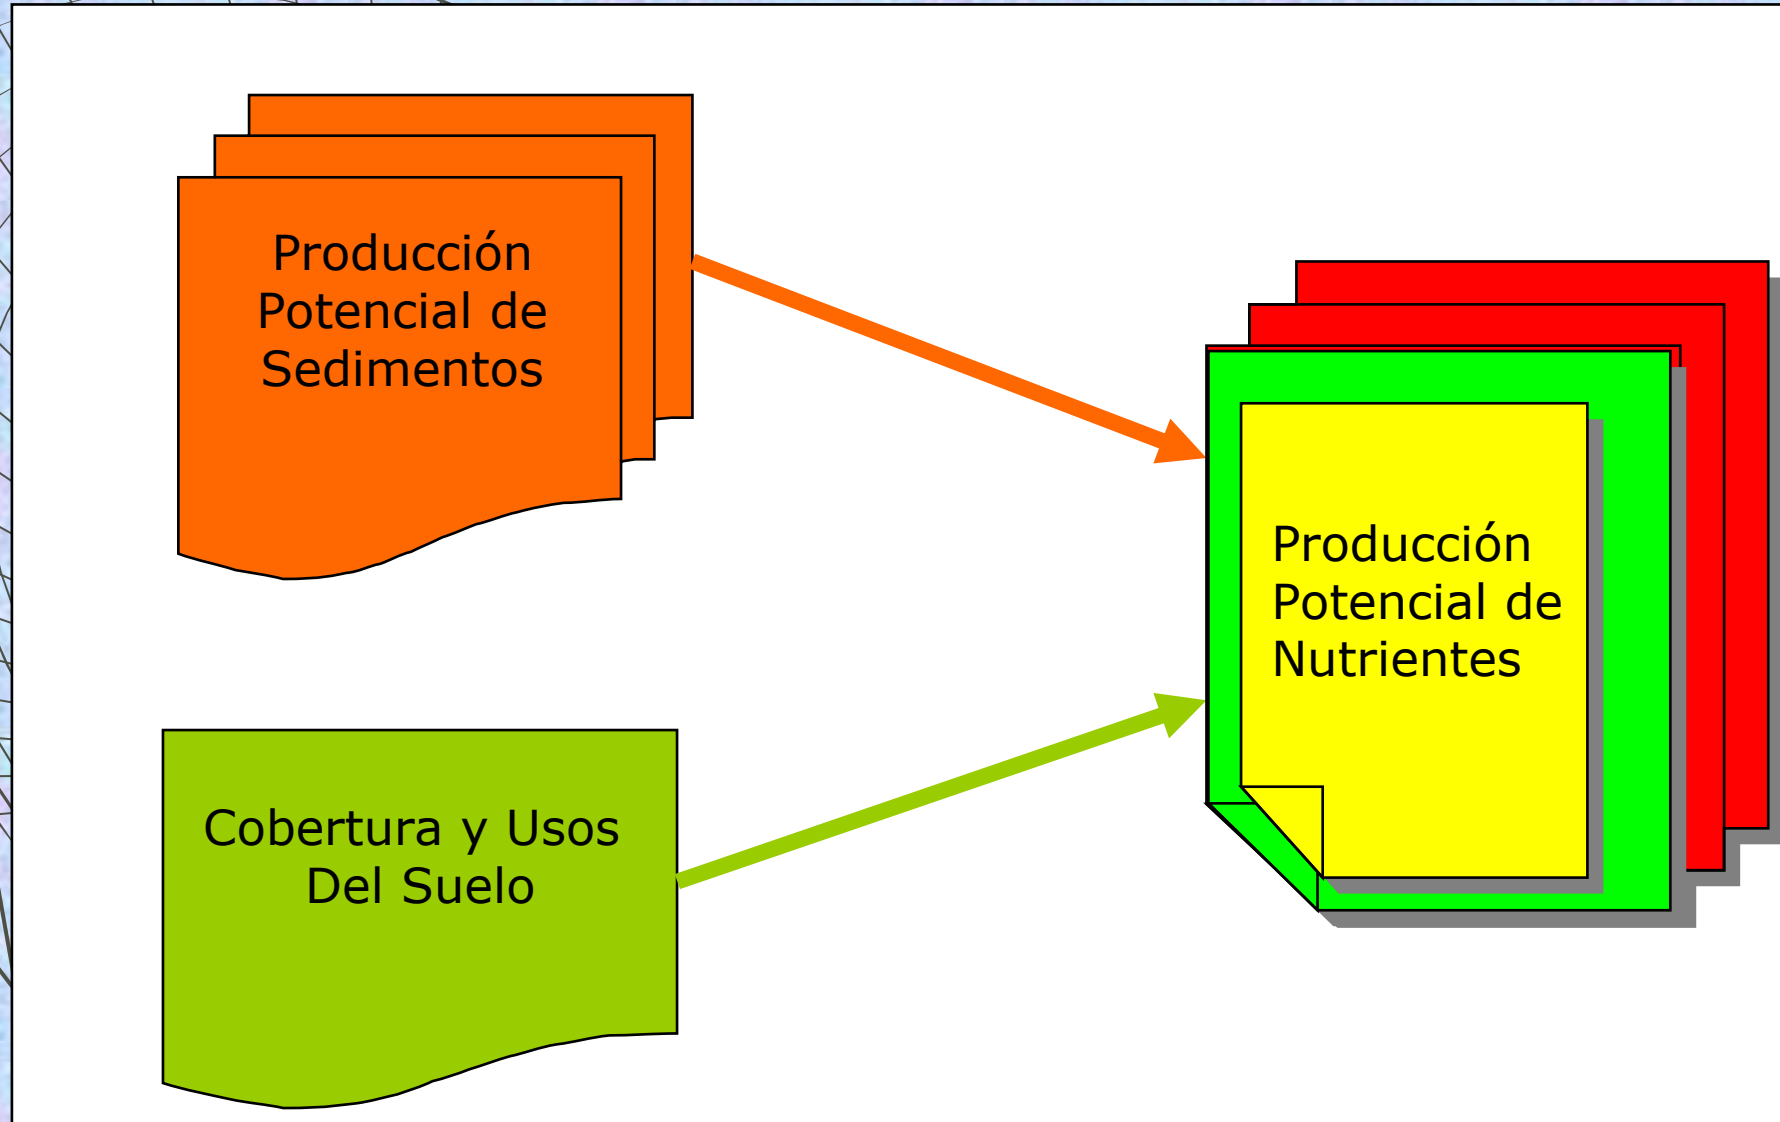 Producción
Potencial de
Sedimentos
Producción
Potencial de
Nutrientes
Cobertura y Usos
Del Suelo